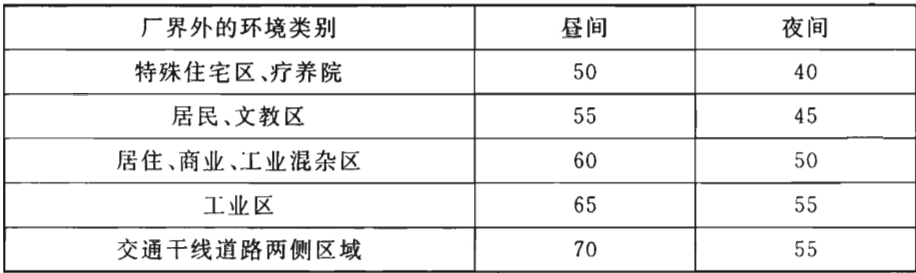 厂界外的环境类别 昼间 夜间
特殊住宅区、疗养院 50 40
居民、文教区 55 45
居住、商业、工业混杂区 60 50
工业区 65 55
交通干线道路两侧区域 70 55